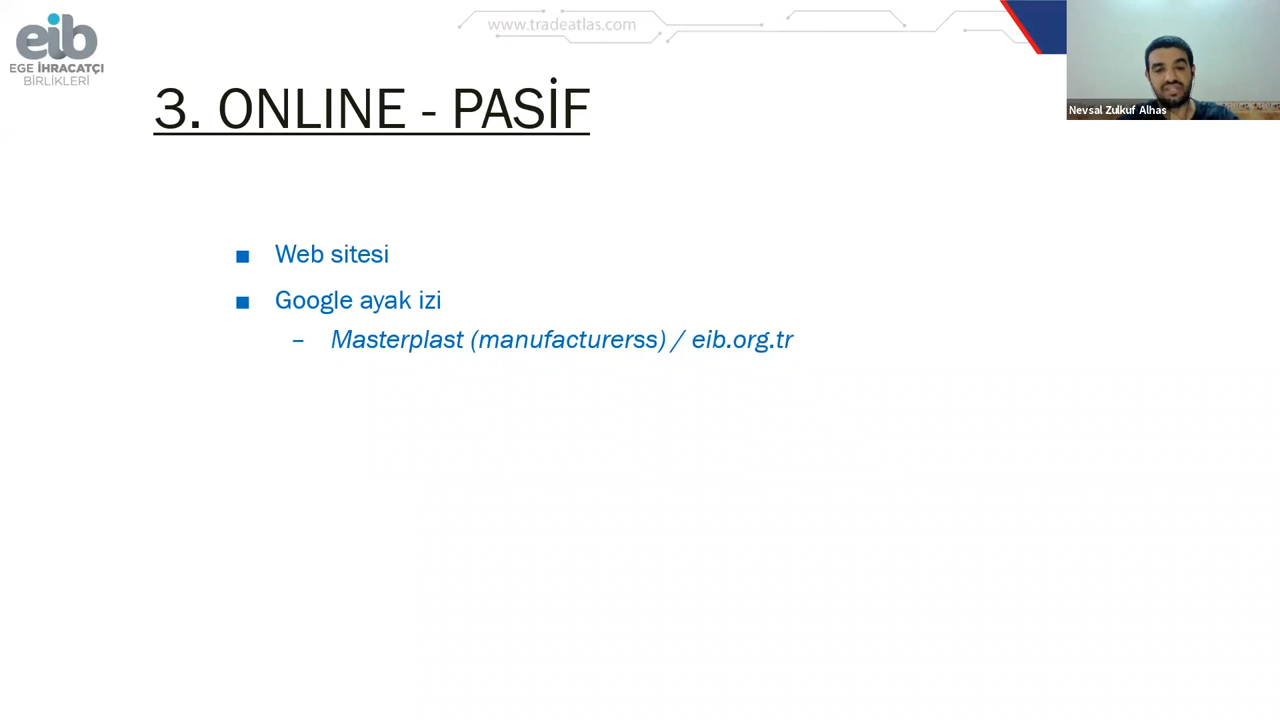 eib
EGE İHRACATÇI
BİRLİKLERİ
www.tradeatlas.com
Nevsal Zulkuf Alhas
3. ONLINE - PASİF
Web sitesi
Google ayak izi
– Masterplast (manufacturerss) / eib.org.tr